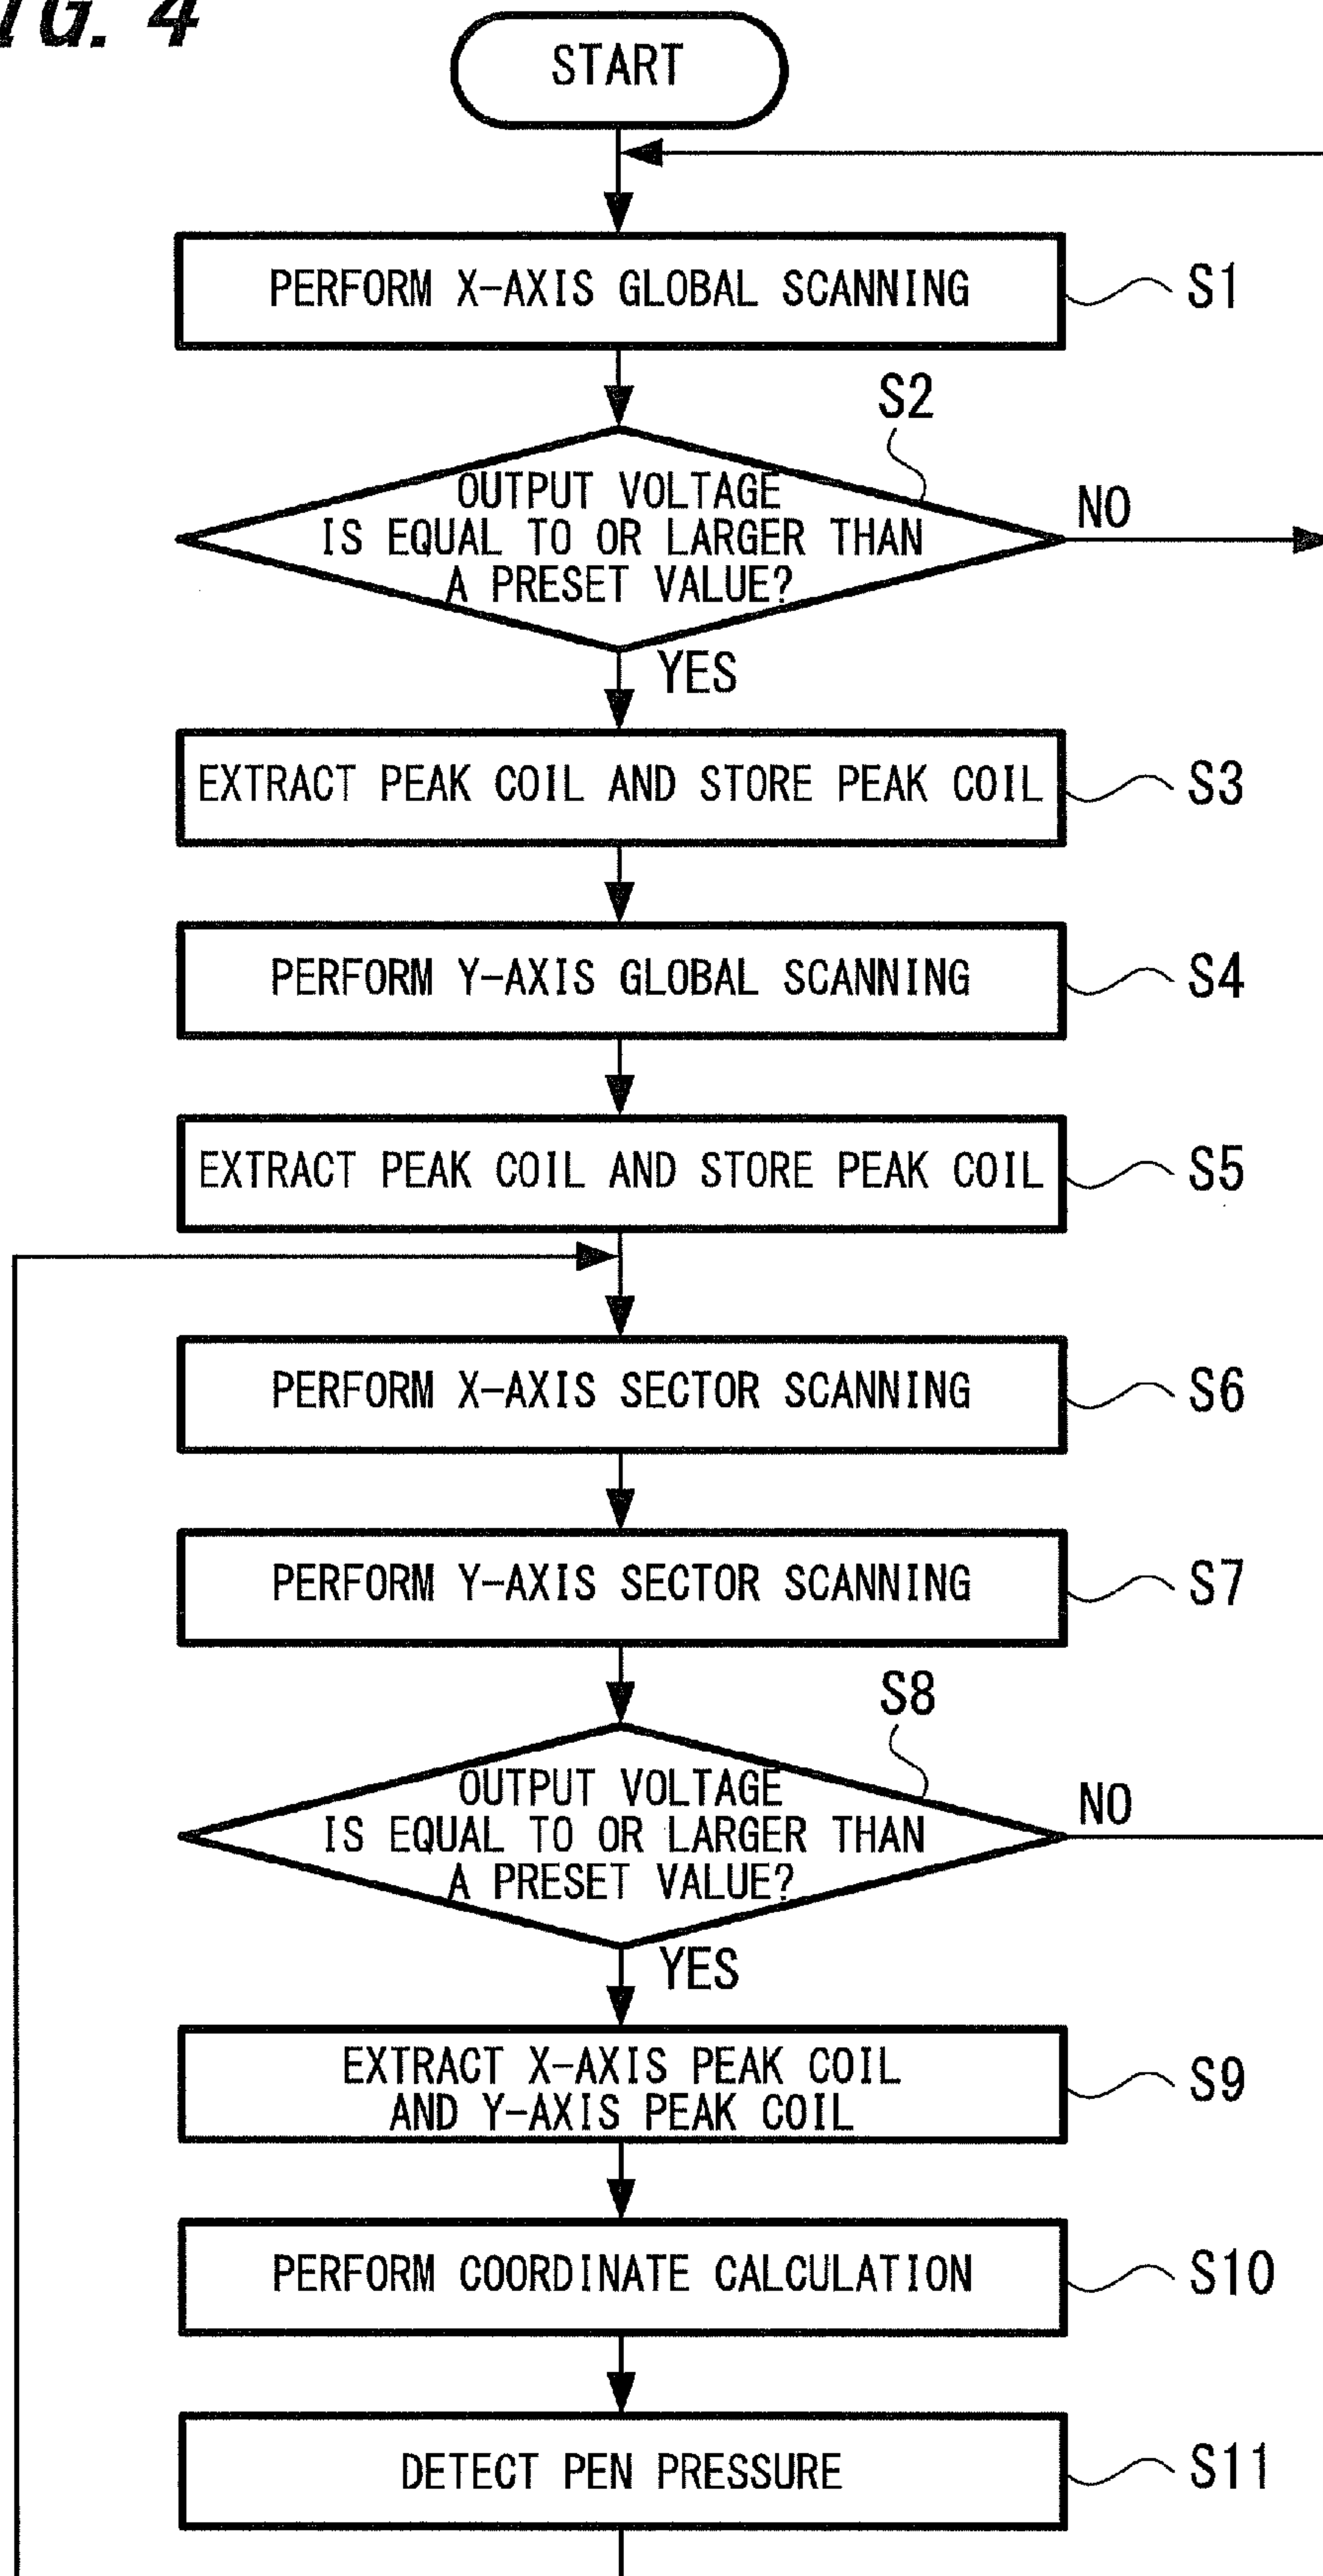 FIG. 4
START
PERFORM X-AXIS GLOBAL SCANNING
S1
S2
OUTPUT VOLTAGE
IS EQUAL TO OR LARGER THAN
A PRESET VALUE?
NO
YES
EXTRACT PEAK COIL AND STORE PEAK COIL
S3
PERFORM Y-AXIS GLOBAL SCANNING
S4
EXTRACT PEAK COIL AND STORE PEAK COIL
S5
PERFORM X-AXIS SECTOR SCANNING
S6
PERFORM Y-AXIS SECTOR SCANNING
S7
S8
OUTPUT VOLTAGE
IS EQUAL TO OR LARGER THAN
A PRESET VALUE?
NO
YES
EXTRACT X-AXIS PEAK COIL
AND Y-AXIS PEAK COIL
S9
PERFORM COORDINATE CALCULATION
S10
DETECT PEN PRESSURE
S11